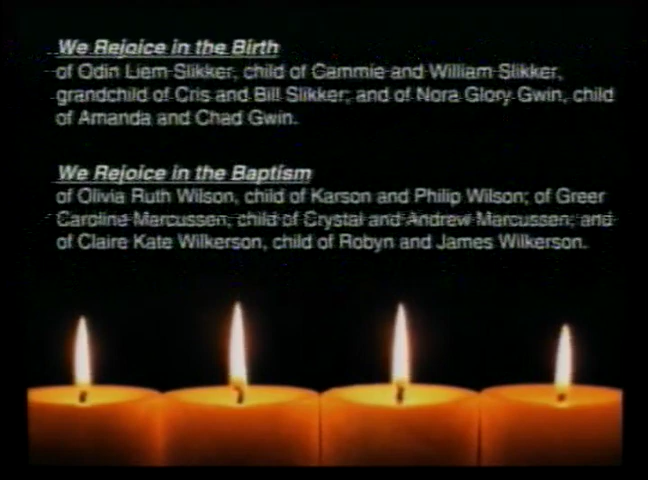 We Rejoice in the Birth
of Odin Liem Slikker, child of Cammie and William Slikker,
grandchild of Cris and Bill Slikker; and of Nora Glory Gwin, child
of Amanda and Chad Gwin.
We Rejoice in the Baptism
of Olivia Ruth Wilson, child of Karson and Philip Wilson; of Greer
Caroline Marcussen, child of Crystal and Andrew Marcussen; and
of Claire Kate Wilkerson, child of Robyn and James Wilkerson.